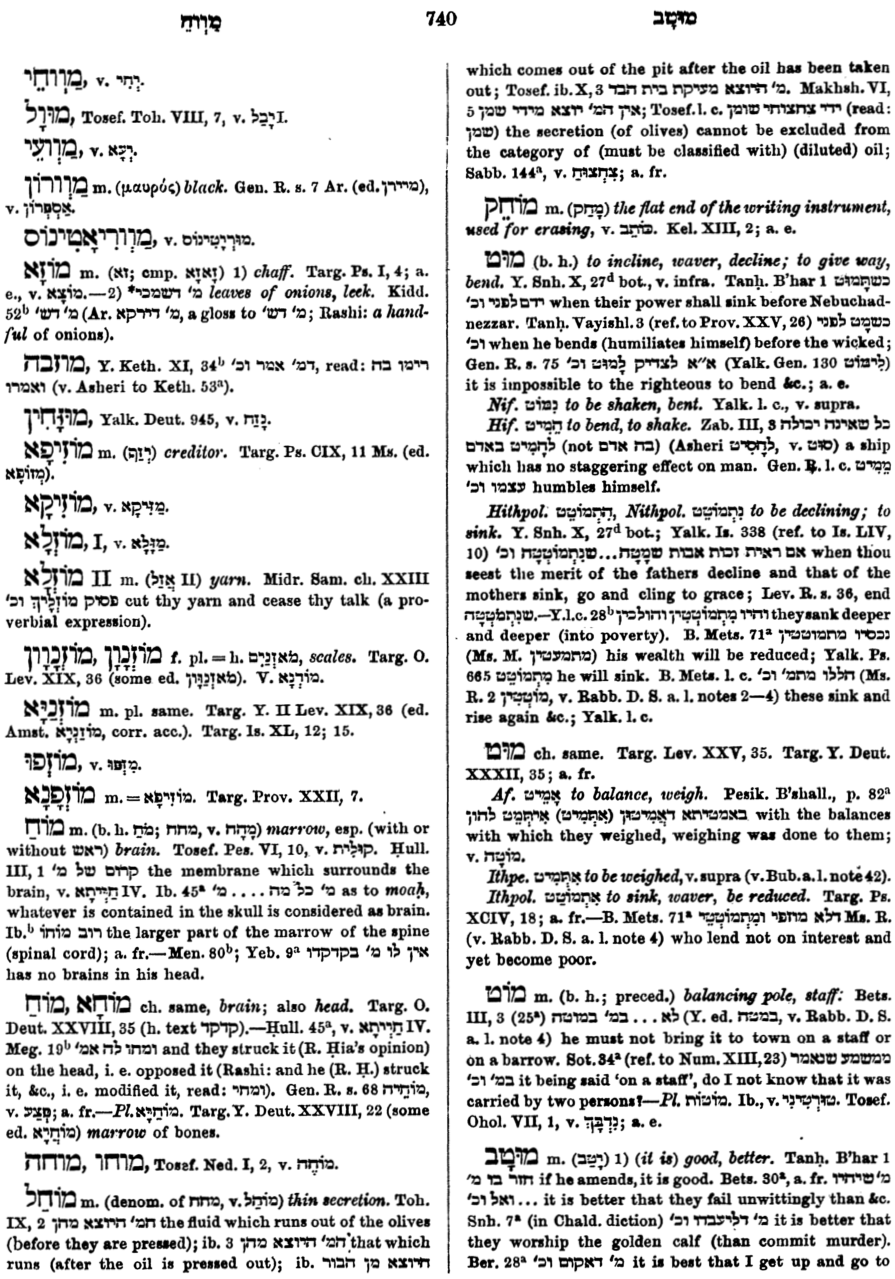 מַוְוחֵי 740 מוּטָב
מַוְוחֵי, v. יְחִי.
מוּוָל, Tosef. Toh. VIII, 7, v. יָבַל I.
מַוְועֵי, v. יְעָא.
מַוְורוֹן m. (μαυρός) black. Gen. R. s. 7 Ar. (ed. מיירין),
v. אַסְפְּרוֹן.
מַוְורִיאָטִינוֹס, v. מוּרְיָטִינוֹס.
מוֹזָא m. (זא; cmp. זָאזָא) 1) chaff. Targ. Ps. I, 4; a.
e., v. מוֹצָא.—2) *מ׳ דשמכי leaves of onions, leek. Kidd.
52ᵇ מ׳ דש׳ (Ar. מ׳ דירקא, a gloss to מ׳ דש׳; Rashi: a hand-
ful of onions).
מוזבה, Y. Keth. XI, 34ᵇ דמ׳ אמר וכ׳, read: דימו בה
ואמרו (v. Asheri to Keth. 53ᵃ).
מוּזָּחִין, Yalk. Deut. 945, v. נָזַח.
מוֹזִיפָא m. (יְזַף) creditor. Targ. Ps. CIX, 11 Ms. (ed.
מְזוֹפָא).
מוֹזִיקָא, v. מַזִּיקָא.
מוֹזְלָא, I, v. מַזָּלָא.
מוֹזְלָא II m. (אֲזַל II) yarn. Midr. Sam. ch. XXIII
פסוק מוֹזְלֵיךְ וכ׳ cut thy yarn and cease thy talk (a pro-
verbial expression).
מוֹזְנָוָן, מוֹזְנָוָון f. pl. = h. מֹאזְנַיִם, scales. Targ. O.
Lev. XIX, 36 (some ed. מֹאזְנַוָּון). V. מוֹדְנָא.
מוֹזְנַיָּא m. pl. same. Targ. Y. II Lev. XIX, 36 (ed.
Amst. מוֹזַנְיָא, corr. acc.). Targ. Is. XL, 12; 15.
מוֹזְפוּ, v. מִזְפוּ.
מוֹזְפָנָא m. = מוֹזִיפָא. Targ. Prov. XXII, 7.
מוֹחַ m. (b. h. מֹחַ; מחח, v. מָחָח) marrow, esp. (with or
without ראש) brain. Tosef. Pes. VI, 10, v. קוּלִית. Ḥull.
III, 1 קרום של מ׳ the membrane which surrounds the
brain, v. חַיְיתָא IV. Ib. 45ᵃ מ׳ כל מה .... מ׳ as to moaḥ,
whatever is contained in the skull is considered as brain.
Ib.ᵇ רוב מוֹחוֹ the larger part of the marrow of the spine
(spinal cord); a. fr.—Men. 80ᵇ; Yeb. 9ᵃ אין לו מ׳ בקדקדו
has no brains in his head.
מוֹחָא, מוֹחַ ch. same, brain; also head. Targ. O.
Deut. XXVIII, 35 (h. text קדקד).—Ḥull. 45ᵃ, v. חַיְיתָא IV.
Meg. 19ᵇ ומחו לה אמ׳ and they struck it (R. Hia's opinion)
on the head, i. e. opposed it (Rashi: and he (R. Ḥ.) struck
it, &c., i. e. modified it, read: ומחי). Gen. R. s. 68 מוֹחֵיהּ,
v. פְּצַע; a. fr.—Pl. מוֹחַיָּא. Targ. Y. Deut. XXVIII, 22 (some
ed. מוֹחְיָא) marrow of bones.
מוחו, מוחה, Tosef. Ned. I, 2, v. מוֹחֶה.
מוֹחַל m. (denom. of מחח, v. מוֹהַל) thin secretion. Toh.
IX, 2 המ׳ היוצא מהן the fluid which runs out of the olives
(before they are pressed); ib. 3 המ׳ היוצא מהן that which
runs (after the oil is pressed out); ib. היוצא מן הבור
which comes out of the pit after the oil has been taken
out; Tosef. ib. X, 3 מ׳ היוצא מעיקת בית הבד. Makhsh. VI,
5 אין המ׳ יוצא מידי שמן; Tosef. l. c. ידי צחצוחי שומן (read:
שמן) the secretion (of olives) cannot be excluded from
the category of (must be classified with) (diluted) oil;
Sabb. 144ᵃ, v. צִחְצוּחַ; a. fr.
מוֹחֵק m. (מָחַק) the flat end of the writing instrument,
used for erasing, v. כּוֹתֵב. Kel. XIII, 2; a. e.
מוּט (b. h.) to incline, waver, decline; to give way,
bend. Y. Snh. X, 27ᵈ bot., v. infra. Tanḥ. B'har 1 כשתמוט
ידם לפני וכ׳ when their power shall sink before Nebuchad-
nezzar. Tanḥ. Vayishl. 3 (ref. to Prov. XXV, 26) כשמט לפני
וכ׳ when he bends (humiliates himself) before the wicked;
Gen. R. s. 75 א״א לצדיק לָמוּט וכ׳ (Yalk. Gen. 130 לִימּוֹט)
it is impossible to the righteous to bend &c.; a. e.
Nif. נִמּוֹט to be shaken, bent. Yalk. l. c., v. supra.
Hif. הֵמִיט to bend, to shake. Zab. III, 3 כל שאינה יכולה
לְהָמִיט באדם (not בה אדם) (Asheri לְהָסִיט, v. סוּט) a ship
which has no staggering effect on man. Gen. R. l. c. מֵמִיט
עצמו וכ׳ humbles himself.
Hithpol. הִתְמוֹטֵט, Nithpol. נִתְמוֹטֵט to be declining; to
sink. Y. Snh. X, 27ᵈ bot.; Yalk. Is. 338 (ref. to Is. LIV,
10) אם ראית זכות אבות שמטה...שנתמוטטה וכ׳ when thou
seest the merit of the fathers decline and that of the
mothers sink, go and cling to grace; Lev. R. s. 36, end
שנתמטטה.—Y. l. c. 28ᵇ והיו מתמוטטין והולכין they sank deeper
and deeper (into poverty). B. Mets. 71ᵃ נכסיו מתמוטטין
(Ms. M. מתמעטין) his wealth will be reduced; Yalk. Ps.
665 מִתְמוֹטֵט he will sink. B. Mets. l. c. הללו מתמ׳ וכ׳ (Ms.
R. 2 מוֹטְטִין, v. Rabb. D. S. a. l. notes 2—4) these sink and
rise again &c.; Yalk. l. c.
מוּט ch. same. Targ. Lev. XXV, 35. Targ. Y. Deut.
XXXII, 35; a. fr.
Af. אֲמֵיט to balance, weigh. Pesik. B'shall., p. 82ᵃ
באמטיתא דאֲמִיטוּן (אתְּמִיט) אִיתְּמֵט להון with the balances
with which they weighed, weighing was done to them;
v. מוֹטָה.
Ithpe. אִתְּמִיט to be weighed, v. supra (v. Bub. a. l. note 42).
Ithpol. אִתְמוֹטֵט to sink, waver, be reduced. Targ. Ps.
XCIV, 18; a. fr.—B. Mets. 71ᵃ דלא מוזפי ומִתְמוֹטְטֵי Ms. R.
(v. Rabb. D. S. a. l. note 4) who lend not on interest and
yet become poor.
מוֹט m. (b. h.; preced.) balancing pole, staff. Bets.
III, 3 (25ᵃ) לא ... במ׳ במוטה (Y. ed. במטה, v. Rabb. D. S.
a. l. note 4) he must not bring it to town on a staff or
on a barrow. Sot. 34ᵃ (ref. to Num. XIII, 23) ממשמע שנאמר
במ׳ וכ׳ it being said 'on a staff', do I not know that it was
carried by two persons?—Pl. מוֹטוֹת. Ib., v. טוּרְטִינֵי. Tosef.
Ohol. VII, 1, v. נִדְבָּךְ; a. e.
מוּטָב m. (יָטַב) 1) (it is) good, better. Tanḥ. B'har 1
חזר בו מ׳ if he amends, it is good. Bets. 30ᵃ, a. fr. מ׳ שיהיו
... ואל וכ׳ it is better that they fail unwittingly than &c.
Snh. 7ᵃ (in Chald. diction) מ׳ דליעבדו וכ׳ it is better that
they worship the golden calf (than commit murder).
Ber. 28ᵃ מ׳ דאקום וכ׳ it is best that I get up and go to